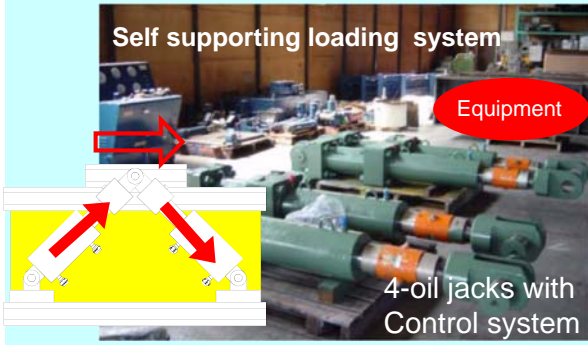 Self supporting loading system
Equipment
4-oil jacks with
Control system